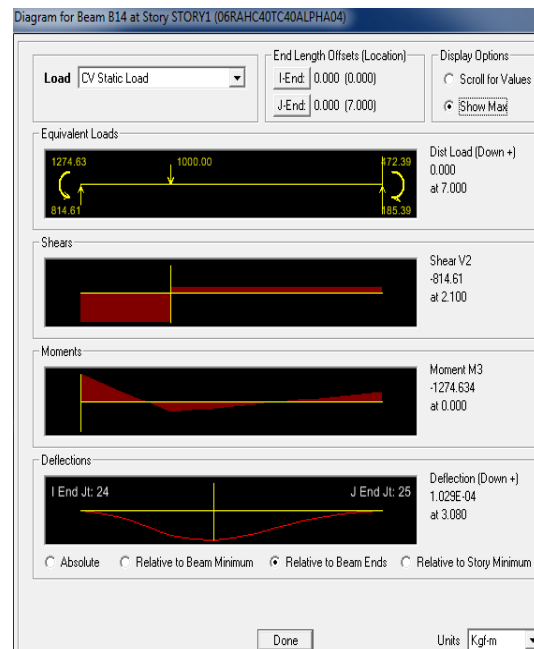 Diagram for Beam B14 at Story STORY1 (06RAHC40TC40ALPHA04)
Load CV Static Load
End Length Offsets (Location)
I-End: 0.000 (0.000)
J-End: 0.000 (7.000)
Display Options
Scroll for Values
Show Max
Equivalent Loads
1274.63 1000.00 472.39
814.61 185.39
Dist Load (Down +)
0.000
at 7.000
Shears
Shear V2
-814.61
at 2.100
Moments
Moment M3
-1274.634
at 0.000
Deflections
I End Jt: 24 J End Jt: 25
Deflection (Down +)
1.029E-04
at 3.080
Absolute Relative to Beam Minimum Relative to Beam Ends Relative to Story Minimum
Done Units Kgf-m